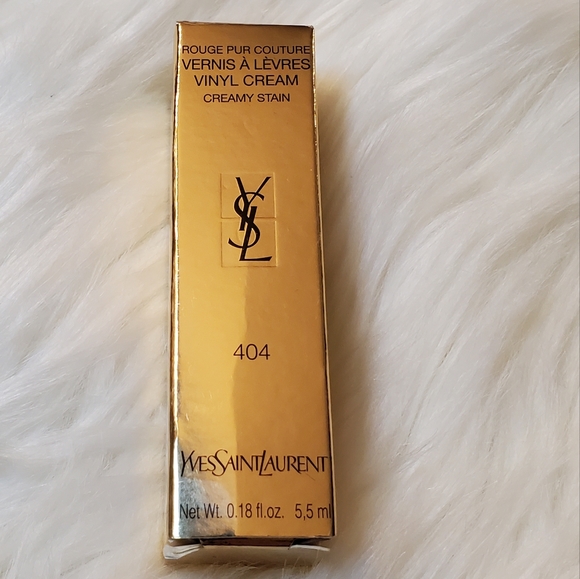 ROUGE PUR COUTURE
VERNIS À LÈVRES
VINYL CREAM
CREAMY STAIN
YSL
404
YVESSAINTLAURENT
Net Wt. 0.18 fl.oz. 5,5 ml